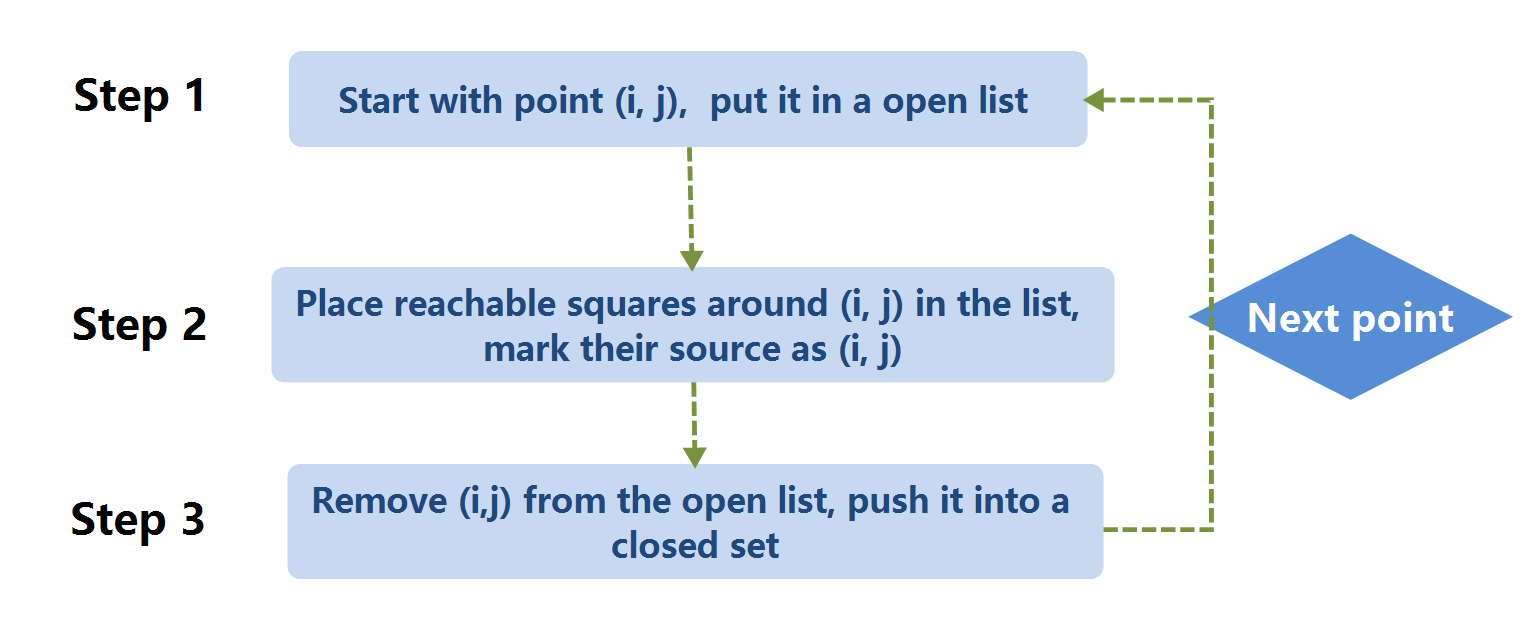 Step 1
Start with point (i, j),  put it in a open list
Step 2
Place reachable squares around (i, j) in the list,
mark their source as (i, j)
Next point
Step 3
Remove (i,j) from the open list, push it into a
closed set